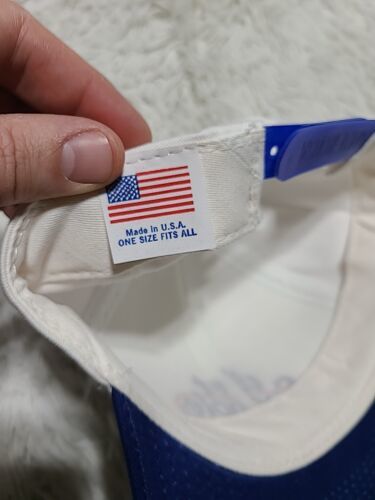 Made in U.S.A.
ONE SIZE FITS ALL